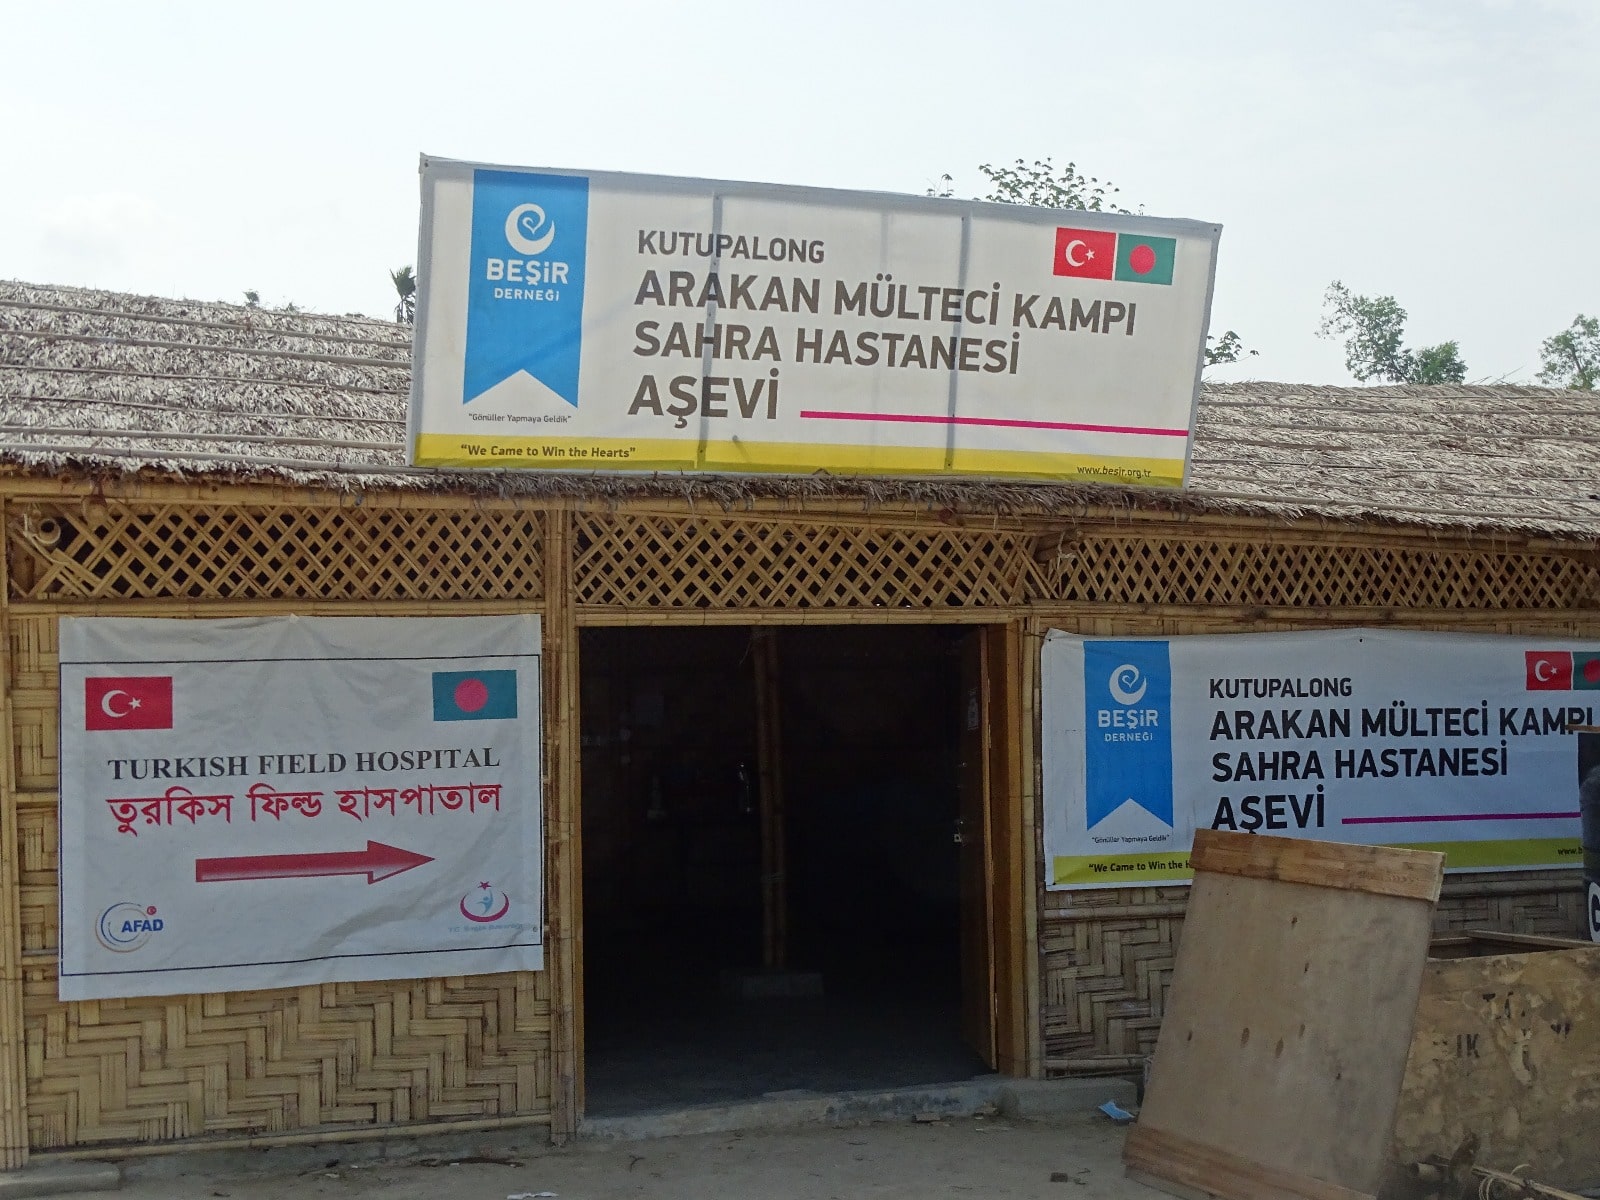 BEŞİR
DERNEĞİ
"Gönüller Yapmaya Geldik"
KUTUPALONG
ARAKAN MÜLTECİ KAMPI
SAHRA HASTANESİ
AŞEVİ
"We Came to Win the Hearts"
www.besir.org.tr
TURKISH FIELD HOSPITAL
তুরকিস ফিল্ড হাসপাতাল
AFAD
BEŞİR
DERNEĞİ
"Gönüller Yapmaya Geldik"
KUTUPALONG
ARAKAN MÜLTECİ KAMPI
SAHRA HASTANESİ
AŞEVİ
"We Came to Win the